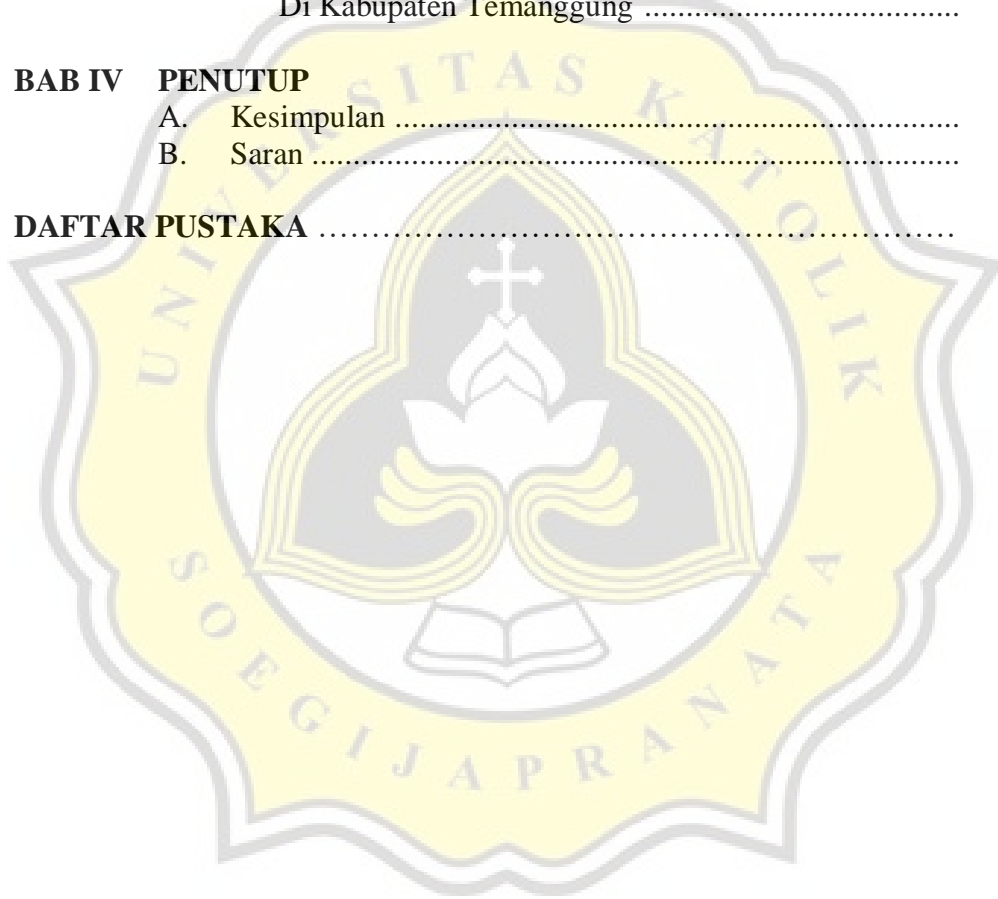 Di Kabupaten Temanggung ......................................
BAB IV PENUTUP
A. Kesimpulan ....................................................................
B. Saran ..............................................................................
DAFTAR PUSTAKA ……………………………………………………
UNIVERSITAS KATOLIK
SOEGIJAPRANATA